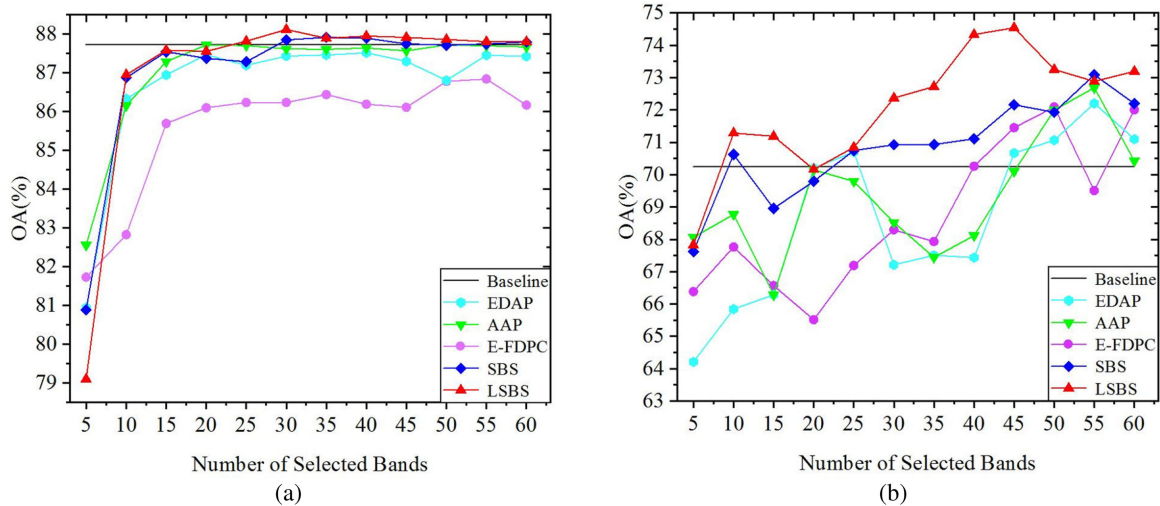 88
87
86
85
84
83
82
81
80
79
OA(%)
5 10 15 20 25 30 35 40 45 50 55 60
Number of Selected Bands
Baseline
EDAP
AAP
E-FDPC
SBS
LSBS
(a)
75
74
73
72
71
70
69
68
67
66
65
64
63
OA(%)
5 10 15 20 25 30 35 40 45 50 55 60
Number of Selected Bands
Baseline
EDAP
AAP
E-FDPC
SBS
LSBS
(b)